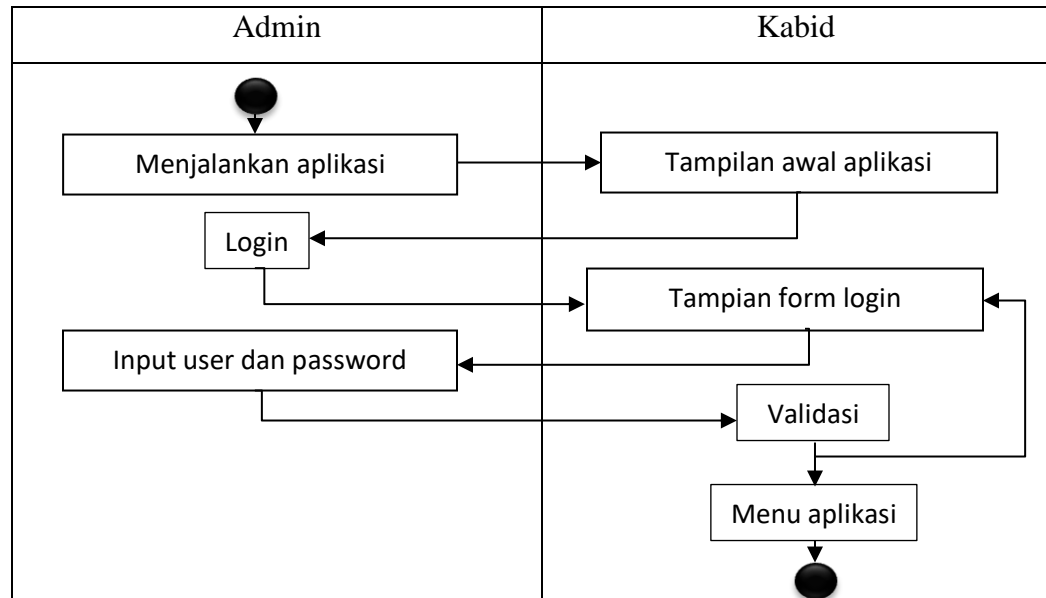 Admin
Kabid
Menjalankan aplikasi
Tampilan awal aplikasi
Login
Tampian form login
Input user dan password
Validasi
Menu aplikasi